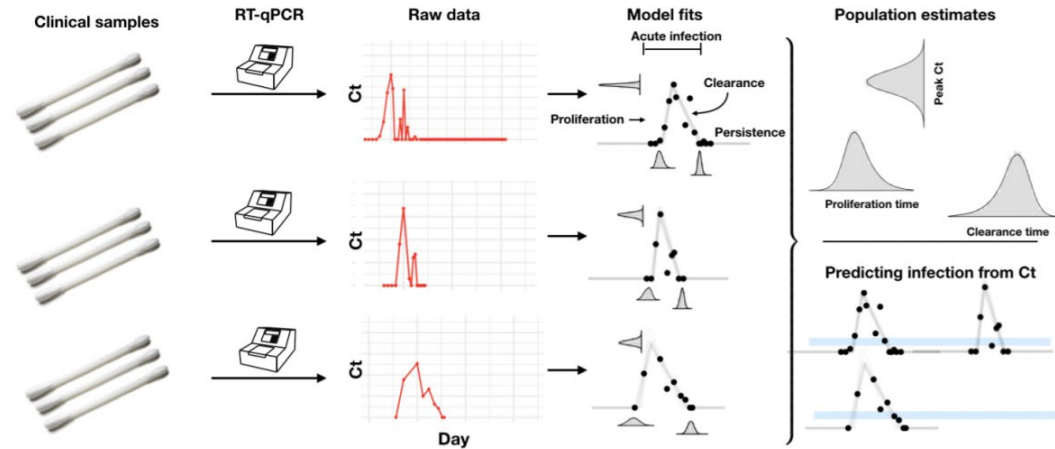 Clinical samples
RT-qPCR
Raw data
Model fits
Population estimates
Acute infection
Ct
Clearance
Proliferation
Persistence
Peak Ct
Proliferation time
Clearance time
Ct
Predicting infection from Ct
Ct
Day